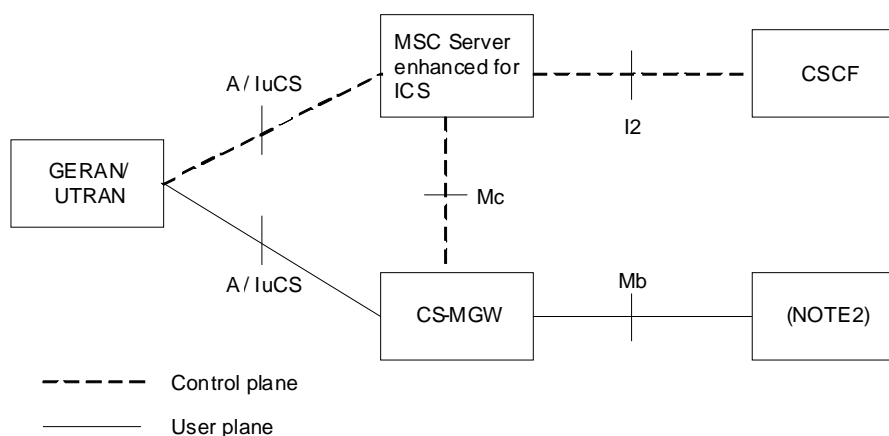 MSC Server
enhanced for
ICS
CSCF
A / IuCS
I2
GERAN/
UTRAN
Mc
A / IuCS
Mb
CS-MGW
(NOTE2)
Control plane
User plane